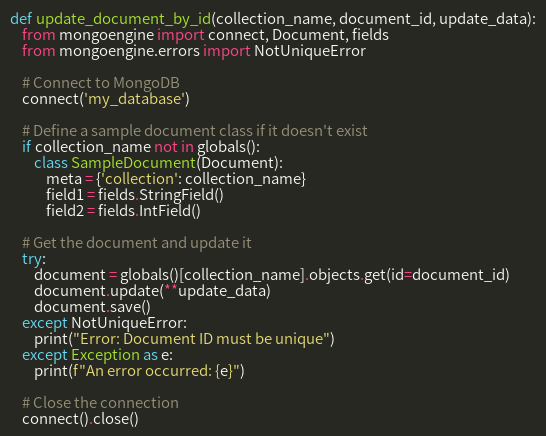 def update_document_by_id(collection_name, document_id, update_data):
    from mongoengine import connect, Document, fields
    from mongoengine.errors import NotUniqueError

    # Connect to MongoDB
    connect('my_database')

    # Define a sample document class if it doesn't exist
    if collection_name not in globals():
        class SampleDocument(Document):
            meta = {'collection': collection_name}
            field1 = fields.StringField()
            field2 = fields.IntField()

    # Get the document and update it
    try:
        document = globals()[collection_name].objects.get(id=document_id)
        document.update(**update_data)
        document.save()
    except NotUniqueError:
        print("Error: Document ID must be unique")
    except Exception as e:
        print(f"An error occurred: {e}")

    # Close the connection
    connect().close()